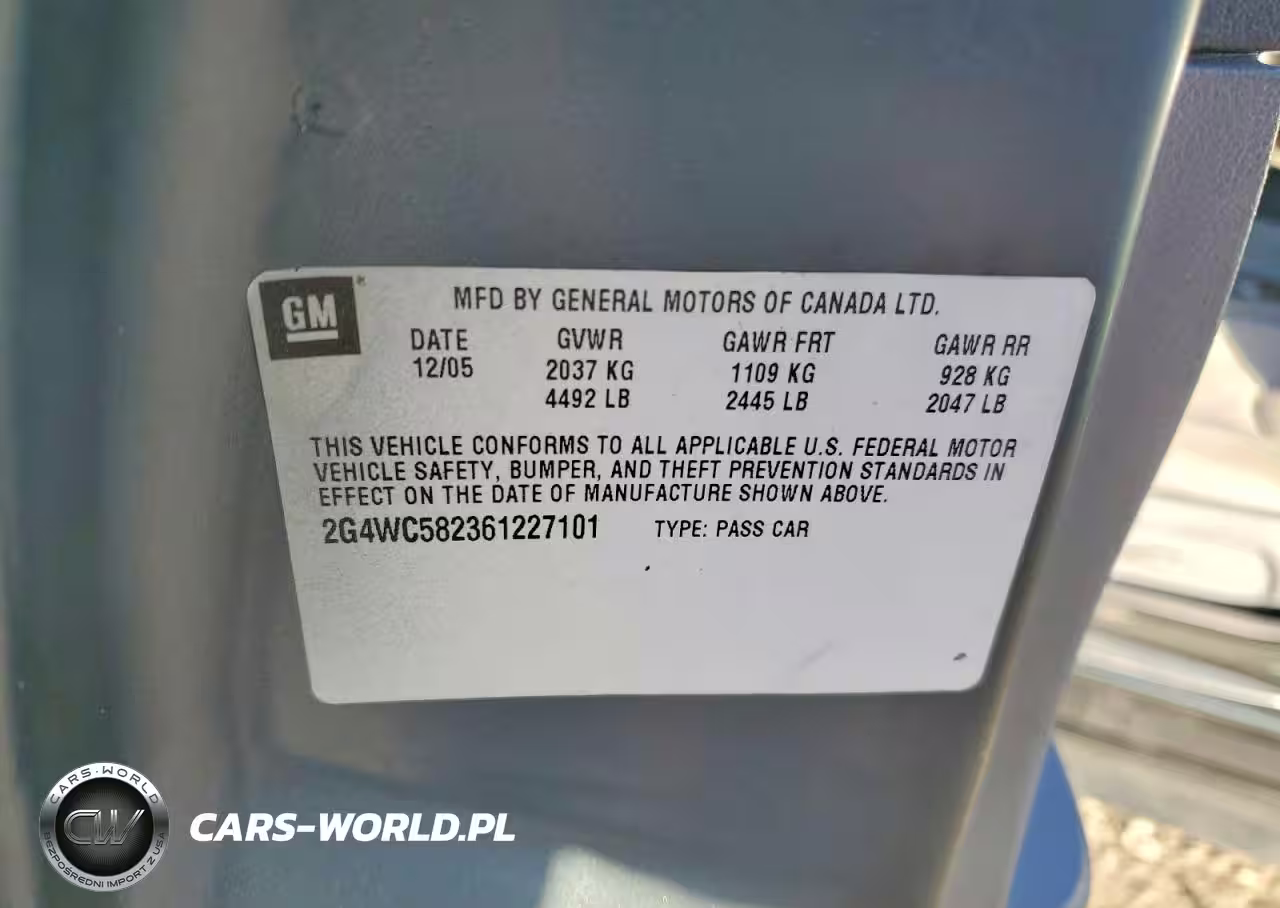 GM
MFD BY GENERAL MOTORS OF CANADA LTD.
DATE GVWR GAWR FRT GAWR RR
12/05 2037 KG 1109 KG 928 KG
4492 LB 2445 LB 2047 LB
THIS VEHICLE CONFORMS TO ALL APPLICABLE U.S. FEDERAL MOTOR
VEHICLE SAFETY, BUMPER, AND THEFT PREVENTION STANDARDS IN
EFFECT ON THE DATE OF MANUFACTURE SHOWN ABOVE.
2G4WC582361227101 TYPE: PASS CAR
CARS·WORLD
CW
BEZPOŚREDNI IMPORT Z USA
CARS-WORLD.PL